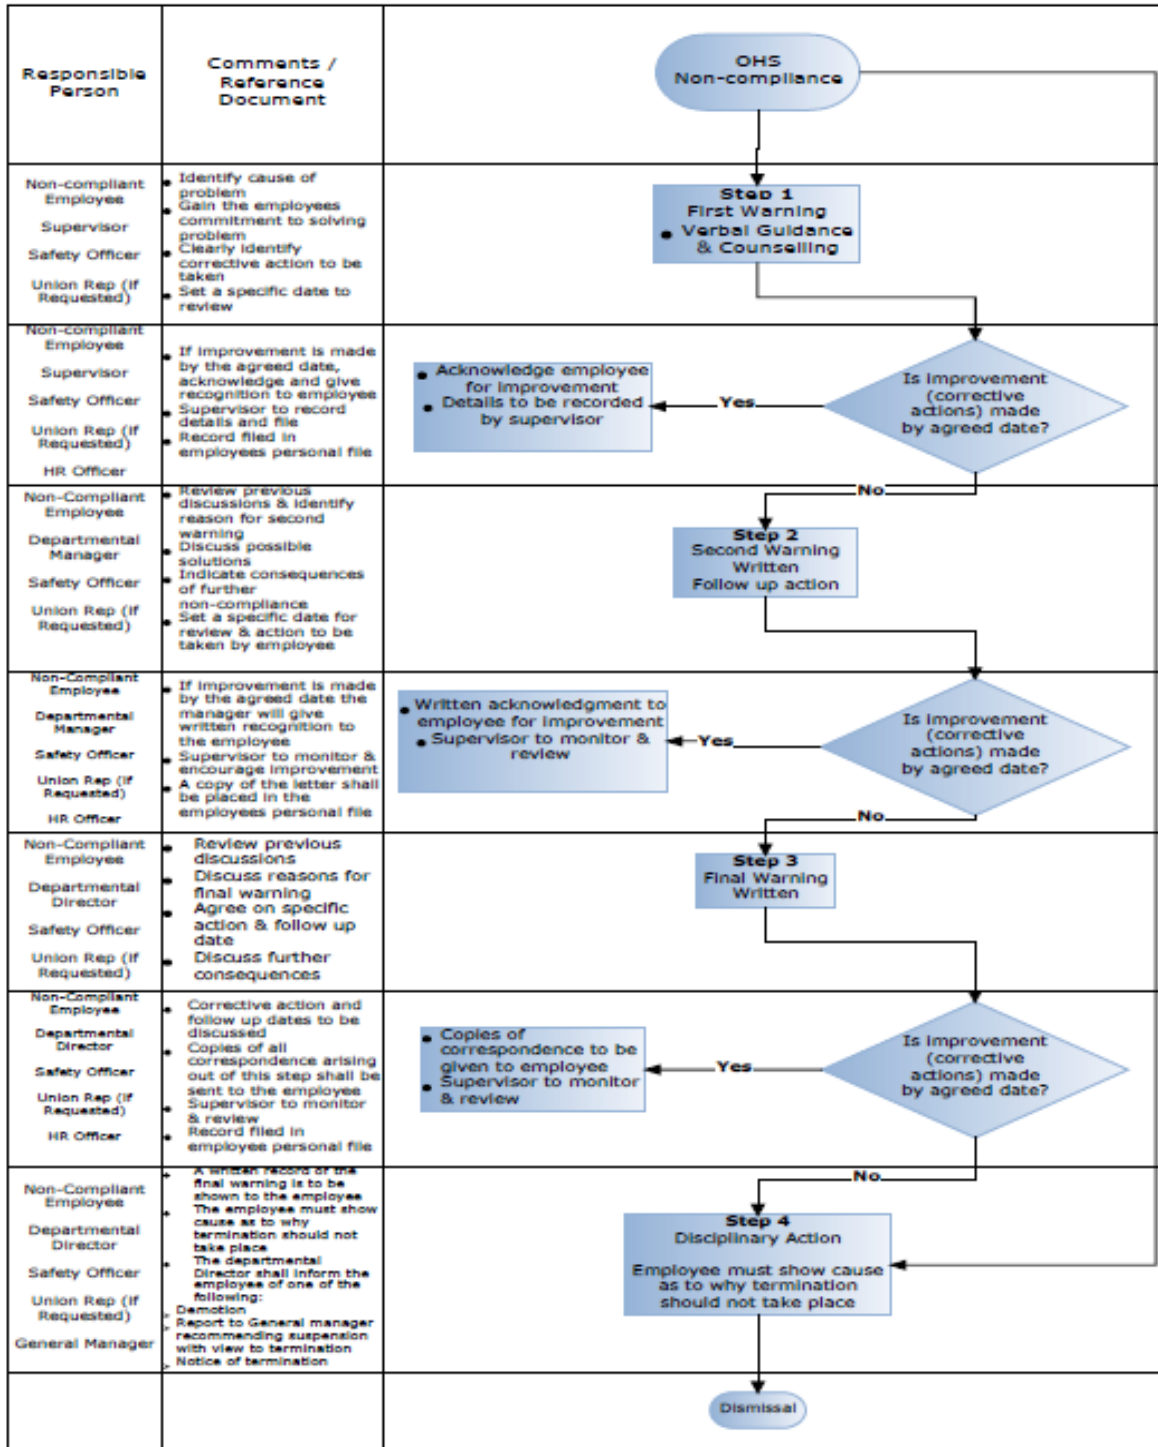 Responsible
Person
Comments /
Reference
Document
OHS
Non-compliance
Non-compliant
Employee
Supervisor
Safety Officer
Union Rep (If
Requested)
• Identify cause of
problem
• Gain the employees
commitment to solving
problem
• Clearly identify
corrective action to be
taken
• Set a specific date to
review
Step 1
First Warning
• Verbal Guidance
& Counselling
Non-compliant
Employee
Supervisor
Safety Officer
Union Rep (If
Requested)
HR Officer
• If improvement is made
by the agreed date,
acknowledge and give
recognition to employee
• Supervisor to record
details and file
• Record filed in
employees personal file
• Acknowledge employee
for improvement
• Details to be recorded
by supervisor
Yes
Is improvement
(corrective
actions) made
by agreed date?
No
Non-Compliant
Employee
Departmental
Manager
Safety Officer
Union Rep (If
Requested)
• Review previous
discussions & identify
reason for second
warning
• Discuss possible
solutions
• Indicate consequences
of further
non-compliance
• Set a specific date for
review & action to be
taken by employee
Step 2
Second Warning
Written
Follow up action
Non-Compliant
Employee
Departmental
Manager
Safety Officer
Union Rep (If
Requested)
HR Officer
• If improvement is made
by the agreed date the
manager will give
written recognition to
the employee
• Supervisor to monitor &
encourage improvement
• A copy of the letter shall
be placed in the
employees personal file
• Written acknowledgment to
employee for improvement
• Supervisor to monitor &
review
Yes
Is improvement
(corrective
actions) made
by agreed date?
No
Non-Compliant
Employee
Departmental
Director
Safety Officer
Union Rep (If
Requested)
• Review previous
discussions
• Discuss reasons for
final warning
• Agree on specific
action & follow up
date
• Discuss further
consequences
Step 3
Final Warning
Written
Non-Compliant
Employee
Departmental
Director
Safety Officer
Union Rep (If
Requested)
HR Officer
• Corrective action and
follow up dates to be
discussed
• Copies of all
correspondence arising
out of this step shall be
sent to the employee
• Supervisor to monitor
& review
• Record filed in
employee personal file
• Copies of
correspondence to be
given to employee
• Supervisor to monitor
& review
Yes
Is improvement
(corrective
actions) made
by agreed date?
No
Non-Compliant
Employee
Departmental
Director
Safety Officer
Union Rep (If
Requested)
General Manager
• A written record of the
final warning is to be
shown to the employee
• The employee must show
cause as to why
termination should not
take place
• The departmental
Director shall inform the
employee of one of the
following:
> Demotion
> Report to General manager
recommending suspension
with view to termination
> Notice of termination
Step 4
Disciplinary Action
Employee must show cause
as to why termination
should not take place
Dismissal